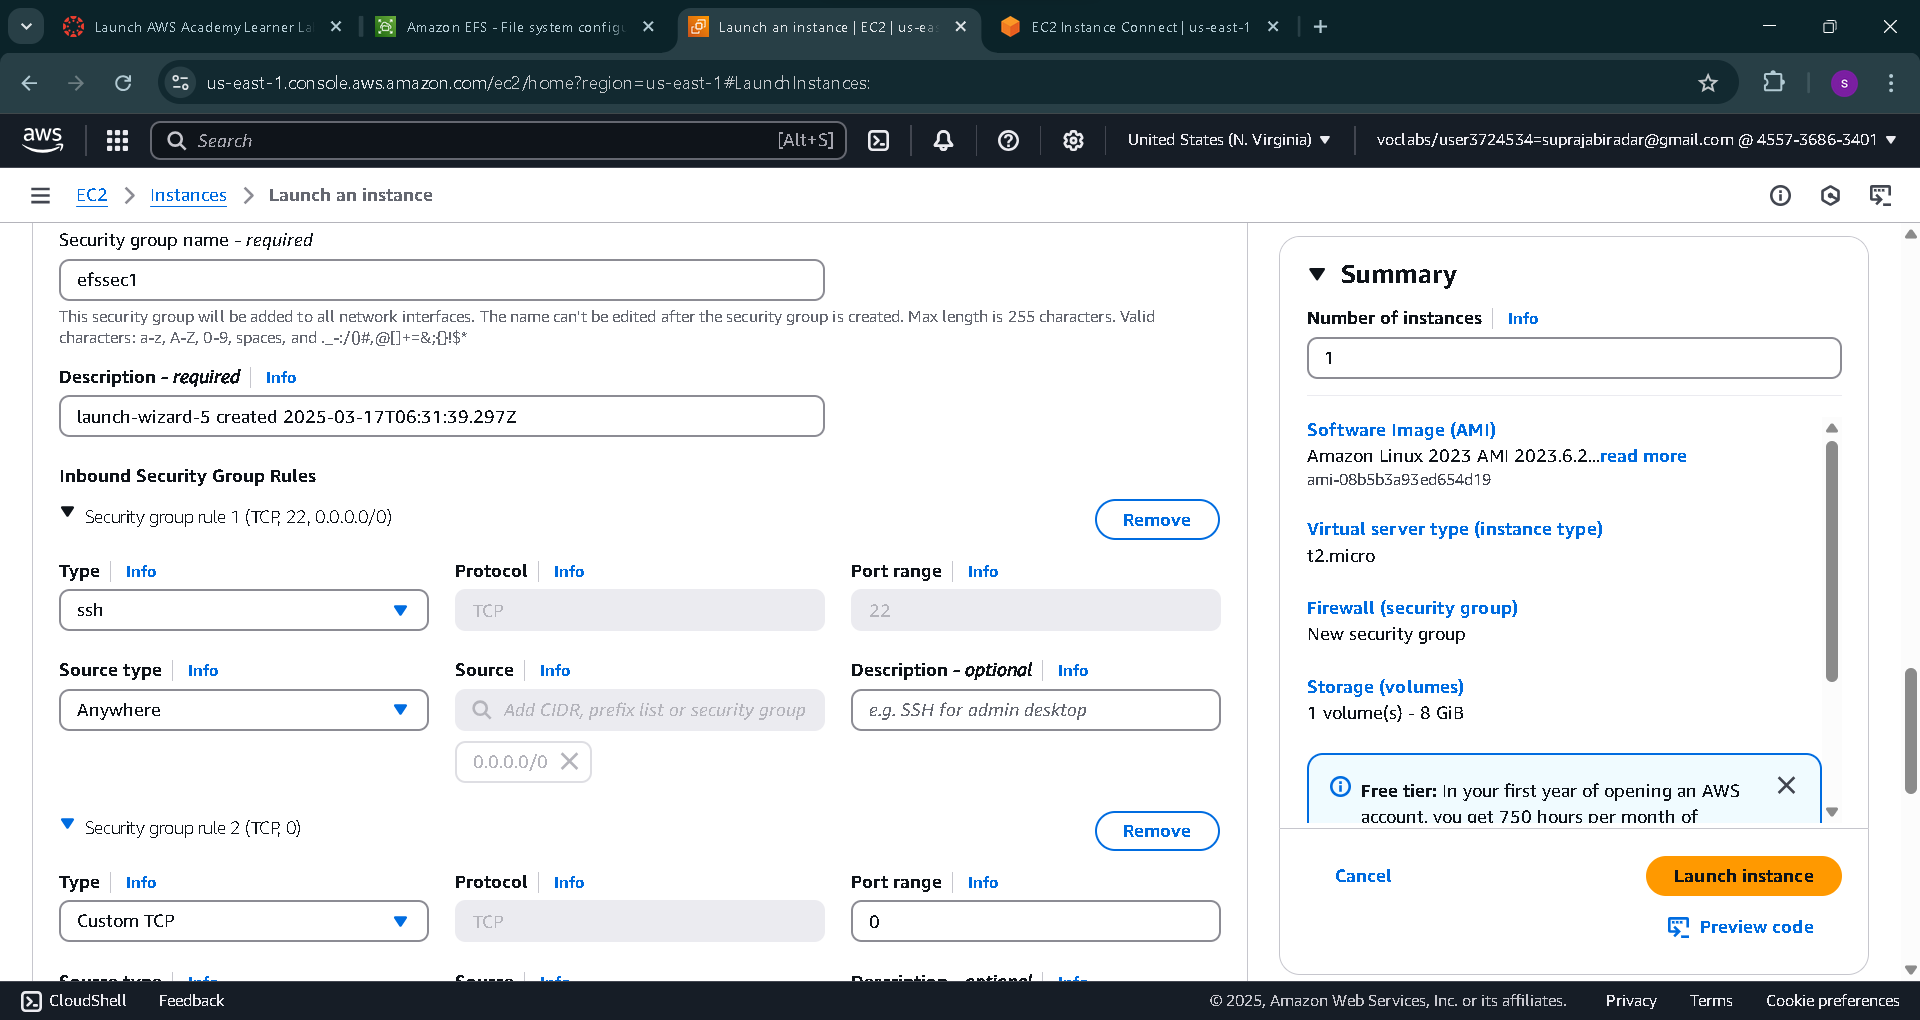 Launch AWS Academy Learner La
Amazon EFS - File system configu
Launch an instance | EC2 | us-eas
EC2 Instance Connect | us-east-1
us-east-1.console.aws.amazon.com/ec2/home?region=us-east-1#LaunchInstances:
s
aws
Search
[Alt+S]
United States (N. Virginia)
voclabs/user3724534=suprajabiradar@gmail.com @ 4557-3686-3401
EC2
Instances
Launch an instance
Security group name - required
efssec1
This security group will be added to all network interfaces. The name can't be edited after the security group is created. Max length is 255 characters. Valid
characters: a-z, A-Z, 0-9, spaces, and ._-:/()#,@[]+=&;{}!$*
Description - required Info
launch-wizard-5 created 2025-03-17T06:31:39.297Z
Inbound Security Group Rules
Security group rule 1 (TCP, 22, 0.0.0.0/0)
Remove
Type Info
Protocol Info
Port range Info
ssh
TCP
22
Source type Info
Source Info
Description - optional Info
Anywhere
Add CIDR, prefix list or security group
e.g. SSH for admin desktop
0.0.0.0/0
Security group rule 2 (TCP, 0)
Remove
Type Info
Protocol Info
Port range Info
Custom TCP
TCP
0
Source type Info
Source Info
Description - optional Info
Summary
Number of instances Info
1
Software Image (AMI)
Amazon Linux 2023 AMI 2023.6.2...read more
ami-08b5b3a93ed654d19
Virtual server type (instance type)
t2.micro
Firewall (security group)
New security group
Storage (volumes)
1 volume(s) - 8 GiB
Free tier: In your first year of opening an AWS
account, you get 750 hours per month of
Cancel
Launch instance
Preview code
CloudShell
Feedback
© 2025, Amazon Web Services, Inc. or its affiliates.
Privacy
Terms
Cookie preferences